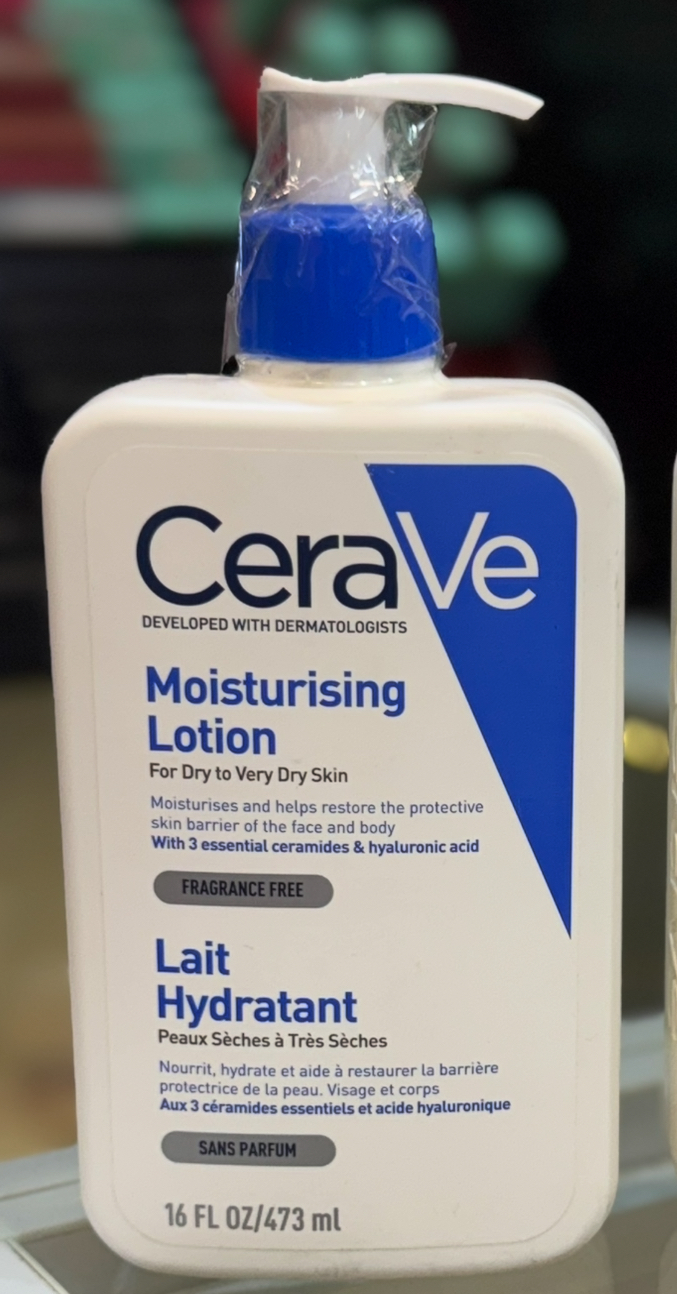 CeraVe
DEVELOPED WITH DERMATOLOGISTS
Moisturising
Lotion
For Dry to Very Dry Skin
Moisturises and helps restore the protective
skin barrier of the face and body
With 3 essential ceramides & hyaluronic acid
FRAGRANCE FREE
Lait
Hydratant
Peaux Sèches à Très Sèches
Nourrit, hydrate et aide à restaurer la barrière
protectrice de la peau. Visage et corps
Aux 3 céramides essentiels et acide hyaluronique
SANS PARFUM
16 FL OZ/473 ml